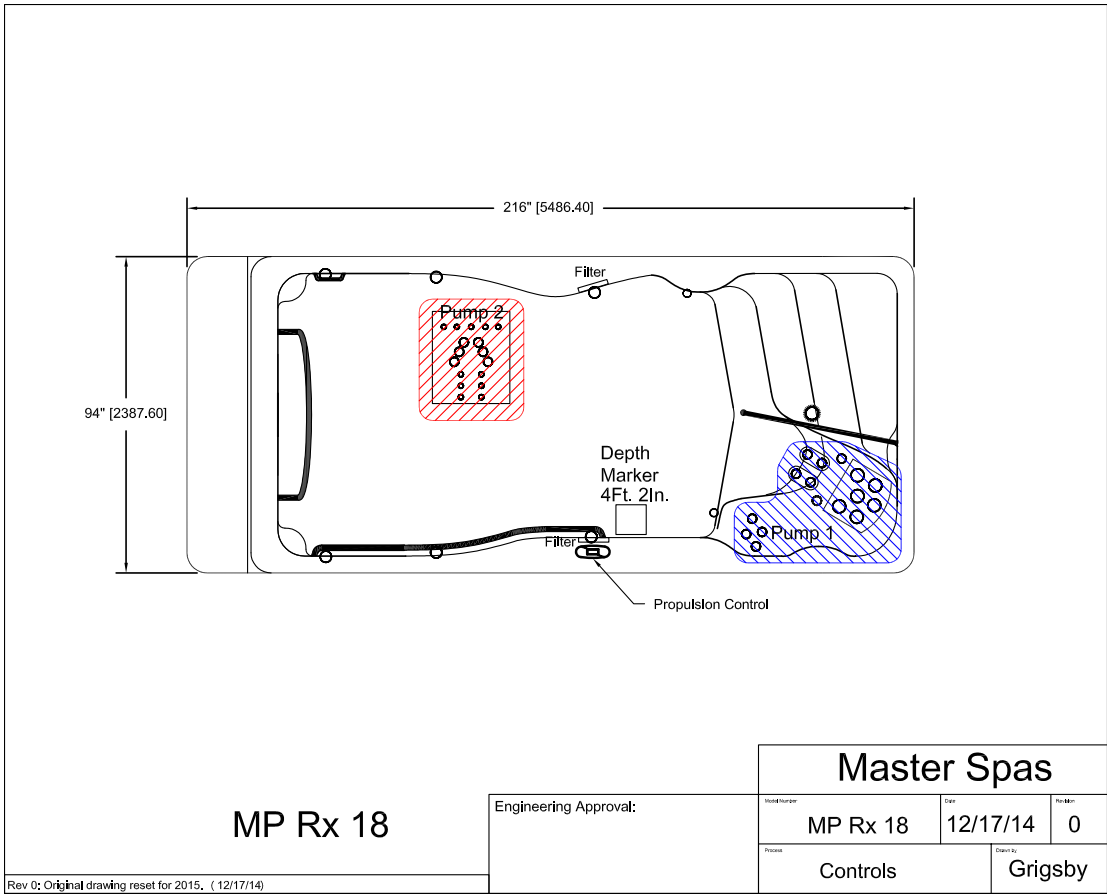 216" [5486.40]
Filter
Pump 2
94" [2387.60]
Depth
Marker
4Ft. 2In.
Filter
Pump 1
Propulsion Control
Master Spas
Model Number
MP Rx 18
Date
12/17/14
Revision
0
MP Rx 18
Engineering Approval:
Process
Controls
Drawn by
Grigsby
Rev 0: Original drawing reset for 2015. ( 12/17/14)